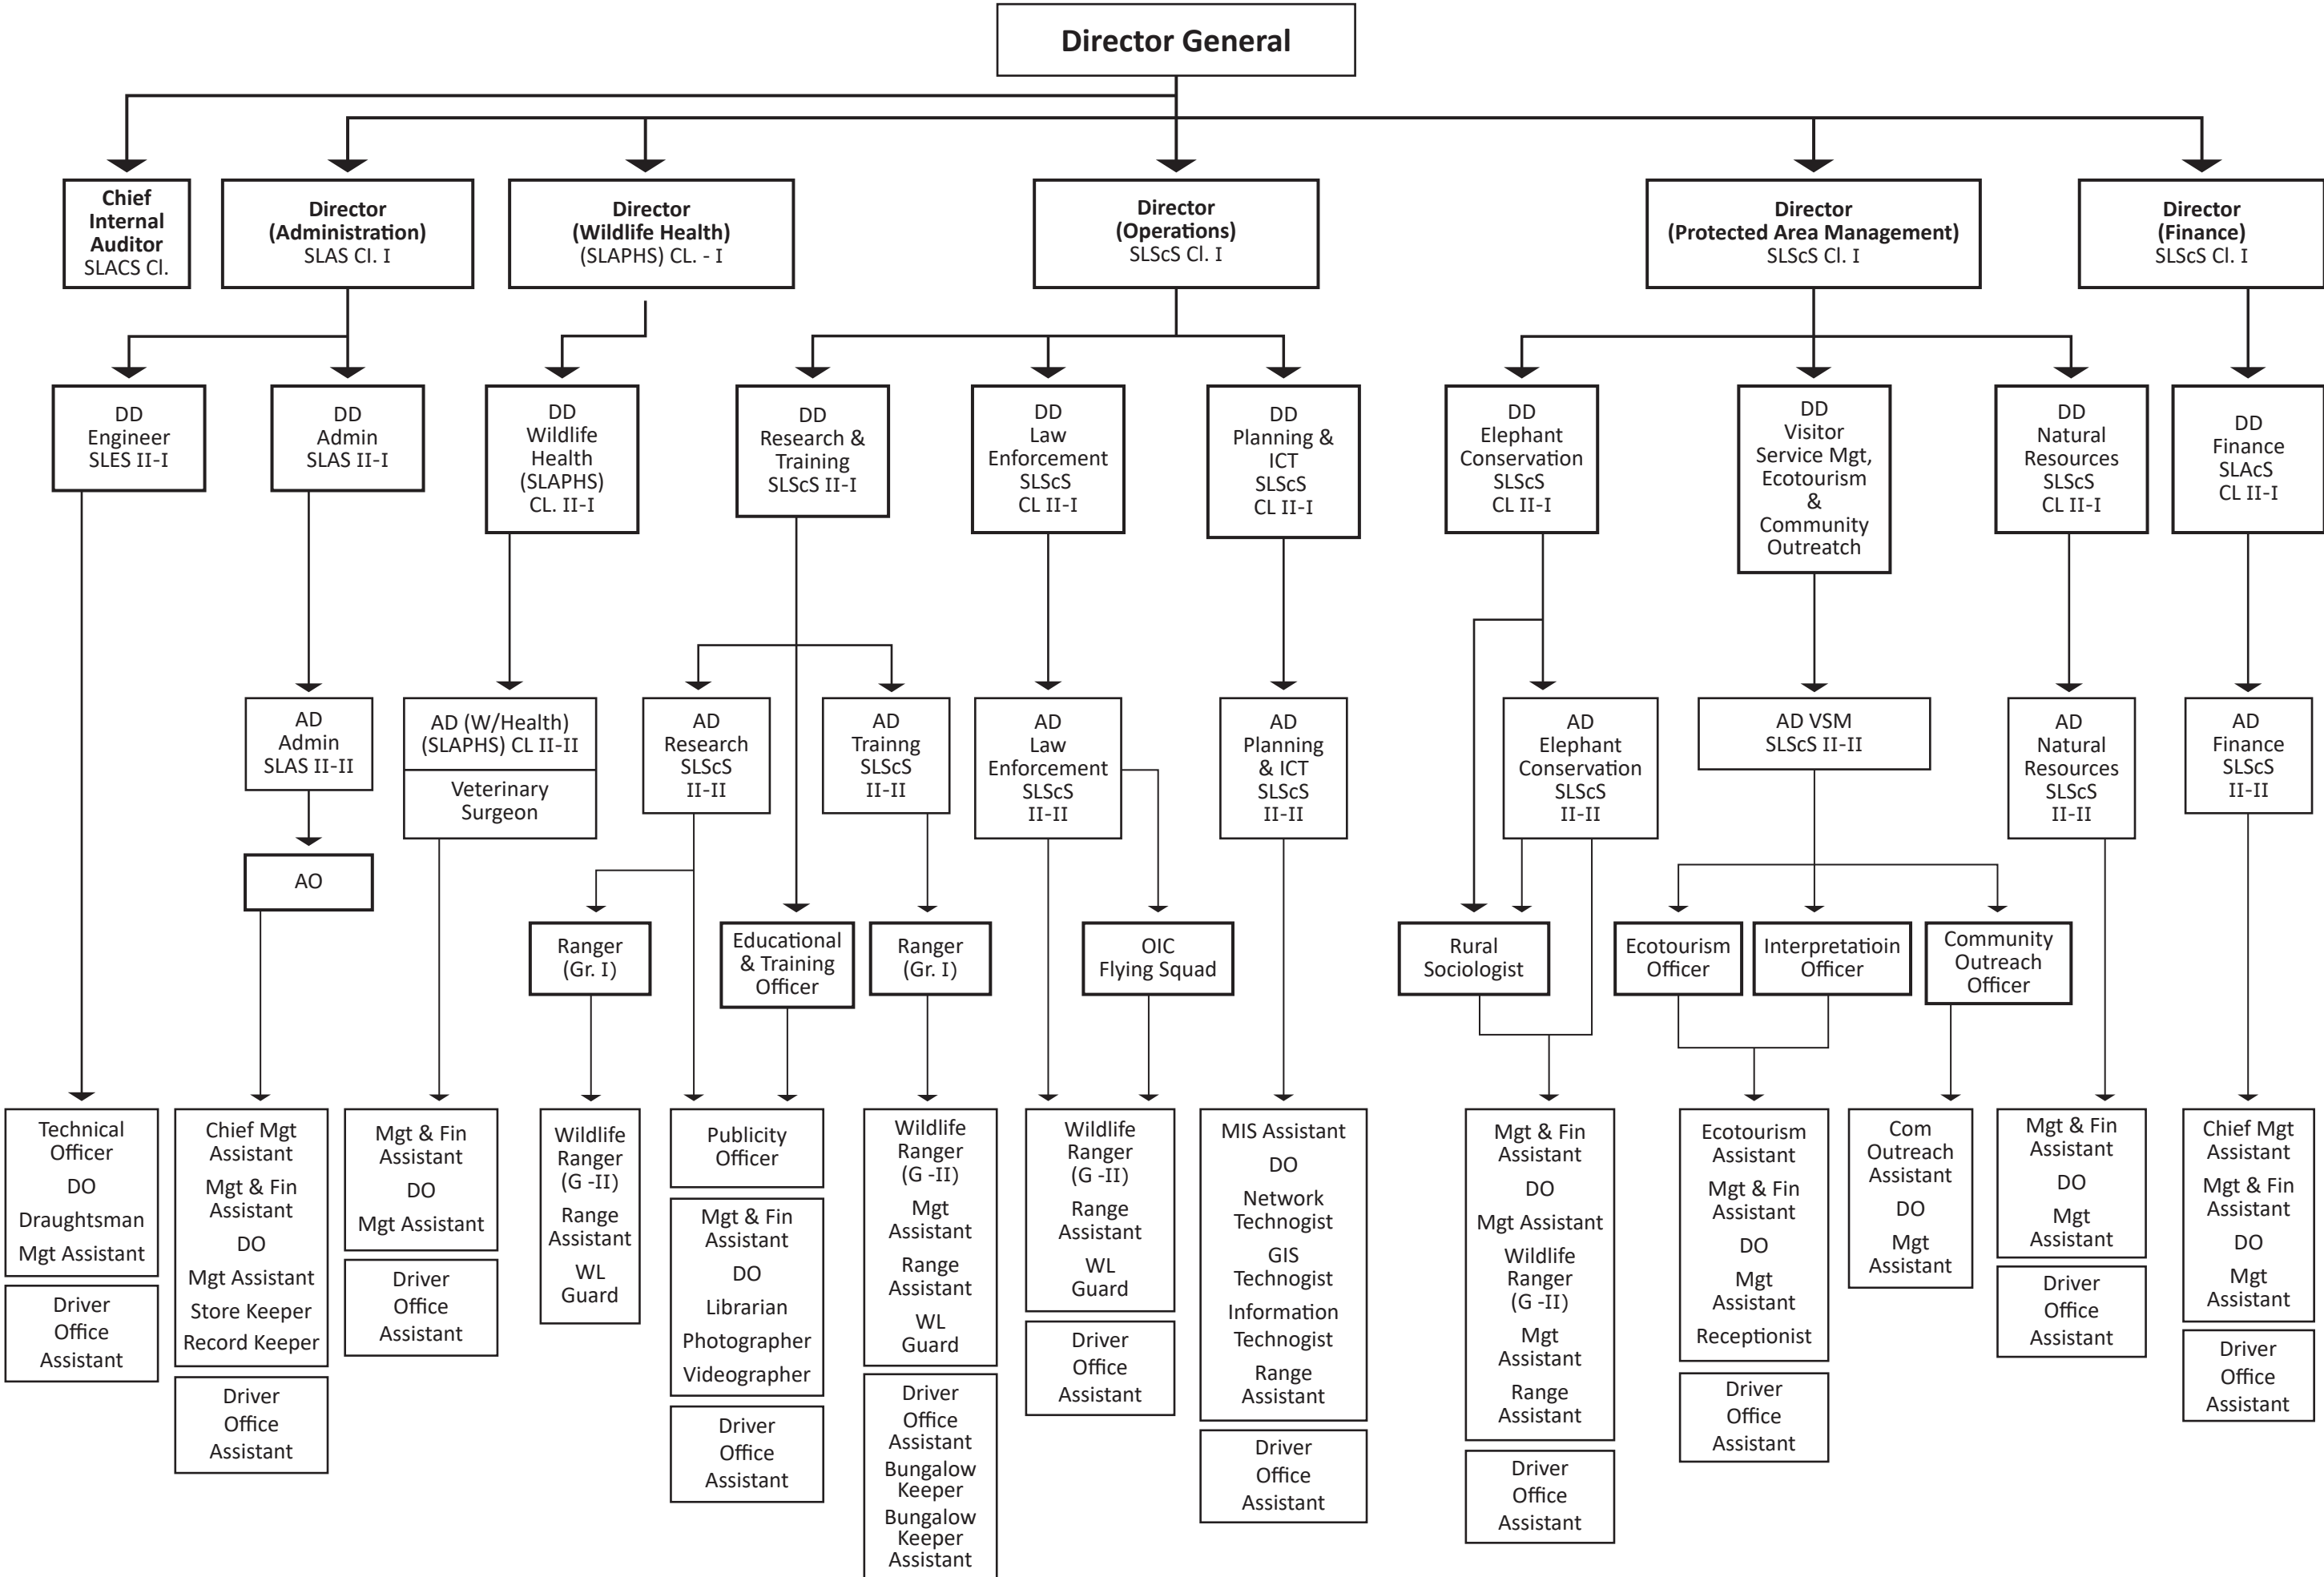 Director General
Chief
Internal
Auditor
SLACS Cl.
Director
(Administration)
SLAS Cl. I
Director
(Wildlife Health)
(SLAPHS) CL. - I
Director
(Operations)
SLScS Cl. I
Director
(Protected Area Management)
SLScS Cl. I
Director
(Finance)
SLScS Cl. I
DD
Engineer
SLES II-I
DD
Admin
SLAS II-I
DD
Wildlife
Health
(SLAPHS)
CL. II-I
DD
Research &
Training
SLScS II-I
DD
Law
Enforcement
SLScS
CL II-I
DD
Planning &
ICT
SLScS
CL II-I
DD
Elephant
Conservation
SLScS
CL II-I
DD
Visitor
Service Mgt,
Ecotourism
&
Community
Outreatch
DD
Natural
Resources
SLScS
CL II-I
DD
Finance
SLAcS
CL II-I
AD
Admin
SLAS II-II
AD (W/Health)
(SLAPHS) CL II-II
Veterinary
Surgeon
AD
Research
SLScS
II-II
AD
Trainng
SLScS
II-II
AD
Law
Enforcement
SLScS
II-II
AD
Planning
& ICT
SLScS
II-II
AD
Elephant
Conservation
SLScS
II-II
AD VSM
SLScS II-II
AD
Natural
Resources
SLScS
II-II
AD
Finance
SLScS
II-II
AO
Ranger
(Gr. I)
Educational
& Training
Officer
Ranger
(Gr. I)
OIC
Flying Squad
Rural
Sociologist
Ecotourism
Officer
Interpretatioin
Officer
Community
Outreach
Officer
Technical
Officer
DO
Draughtsman
Mgt Assistant
Driver
Office
Assistant
Chief Mgt
Assistant
Mgt & Fin
Assistant
DO
Mgt Assistant
Store Keeper
Record Keeper
Driver
Office
Assistant
Mgt & Fin
Assistant
DO
Mgt Assistant
Driver
Office
Assistant
Wildlife
Ranger
(G -II)
Range
Assistant
WL
Guard
Publicity
Officer
Mgt & Fin
Assistant
DO
Librarian
Photographer
Videographer
Driver
Office
Assistant
Wildlife
Ranger
(G -II)
Mgt
Assistant
Range
Assistant
WL
Guard
Driver
Office
Assistant
Bungalow
Keeper
Bungalow
Keeper
Assistant
Wildlife
Ranger
(G -II)
Range
Assistant
WL
Guard
Driver
Office
Assistant
MIS Assistant
DO
Network
Technogist
GIS
Technogist
Information
Technogist
Range
Assistant
Driver
Office
Assistant
Mgt & Fin
Assistant
DO
Mgt Assistant
Wildlife
Ranger
(G -II)
Mgt
Assistant
Range
Assistant
Driver
Office
Assistant
Ecotourism
Assistant
Mgt & Fin
Assistant
DO
Mgt
Assistant
Receptionist
Driver
Office
Assistant
Com
Outreach
Assistant
DO
Mgt
Assistant
Mgt & Fin
Assistant
DO
Mgt
Assistant
Driver
Office
Assistant
Chief Mgt
Assistant
Mgt & Fin
Assistant
DO
Mgt
Assistant
Driver
Office
Assistant